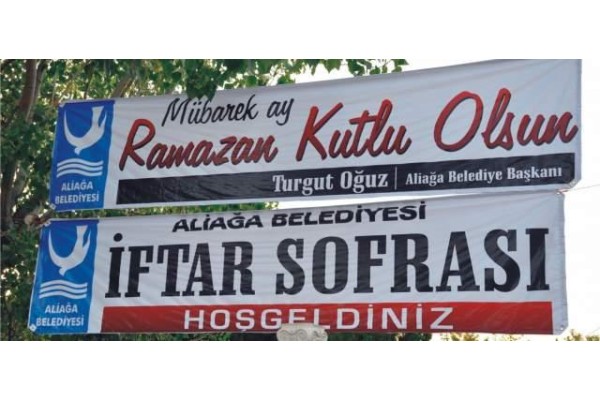 Mübarek ay
Ramazan Kutlu Olsun
Turgut Oğuz | Aliağa Belediye Başkanı
ALİAĞA
BELEDİYESİ
ALİAĞA BELEDİYESİ
İFTAR SOFRASI
HOŞGELDİNİZ
ALİAĞA
BELEDİYESİ